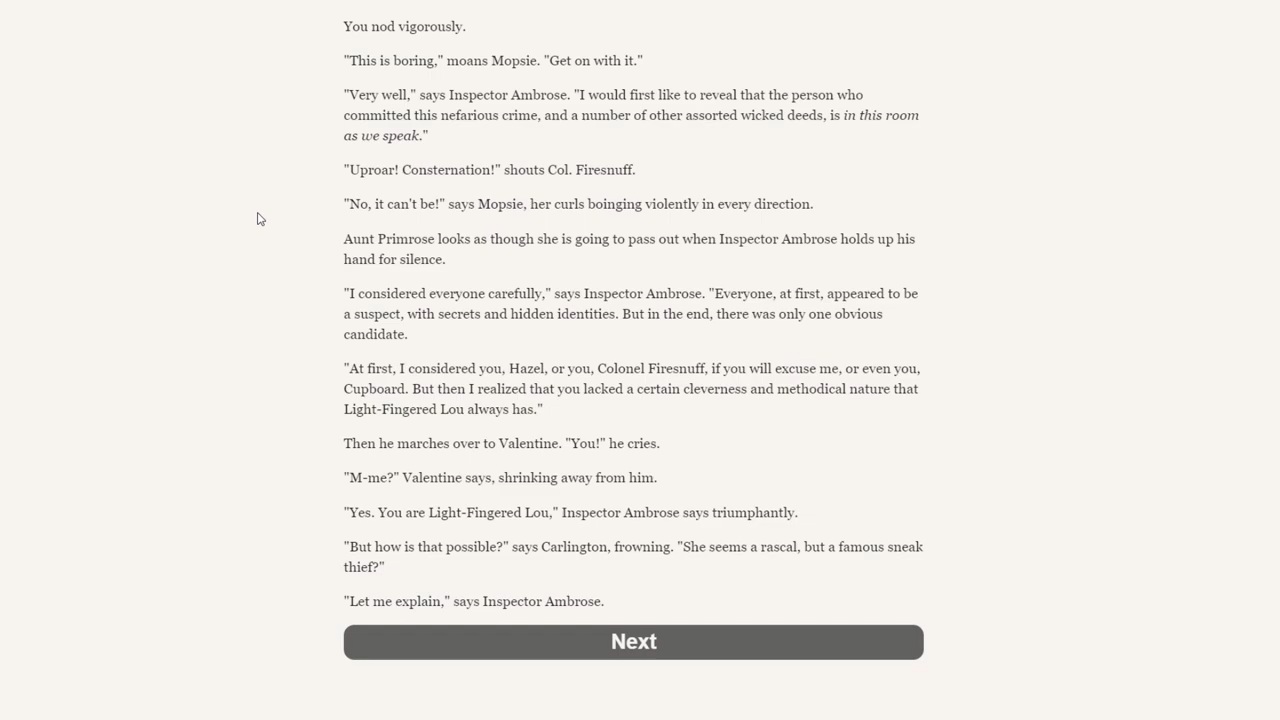 You nod vigorously.
"This is boring," moans Mopsie. "Get on with it."
"Very well," says Inspector Ambrose. "I would first like to reveal that the person who
committed this nefarious crime, and a number of other assorted wicked deeds, is in this room
as we speak."
"Uproar! Consternation!" shouts Col. Firesnuff.
"No, it can't be!" says Mopsie, her curls boinging violently in every direction.
Aunt Primrose looks as though she is going to pass out when Inspector Ambrose holds up his
hand for silence.
"I considered everyone carefully," says Inspector Ambrose. "Everyone, at first, appeared to be
a suspect, with secrets and hidden identities. But in the end, there was only one obvious
candidate.
"At first, I considered you, Hazel, or you, Colonel Firesnuff, if you will excuse me, or even you,
Cupboard. But then I realized that you lacked a certain cleverness and methodical nature that
Light-Fingered Lou always has."
Then he marches over to Valentine. "You!" he cries.
"M-me?" Valentine says, shrinking away from him.
"Yes. You are Light-Fingered Lou," Inspector Ambrose says triumphantly.
"But how is that possible?" says Carlington, frowning. "She seems a rascal, but a famous sneak
thief?"
"Let me explain," says Inspector Ambrose.
Next